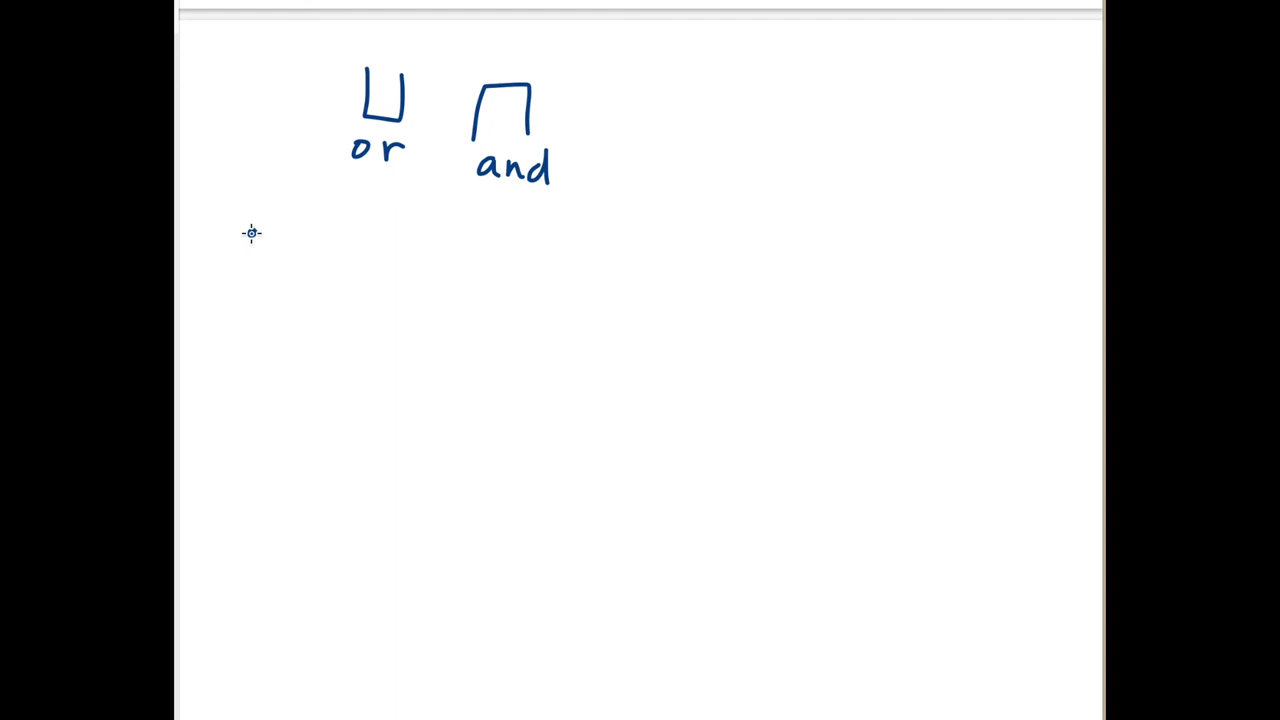 ⊔ ⊓
or and